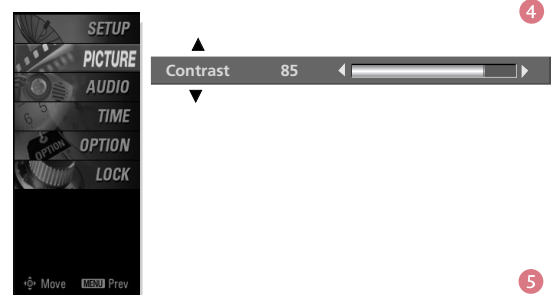 4
SETUP
PICTURE
Contrast 85
AUDIO
TIME
OPTION
LOCK
Move MENU Prev
5